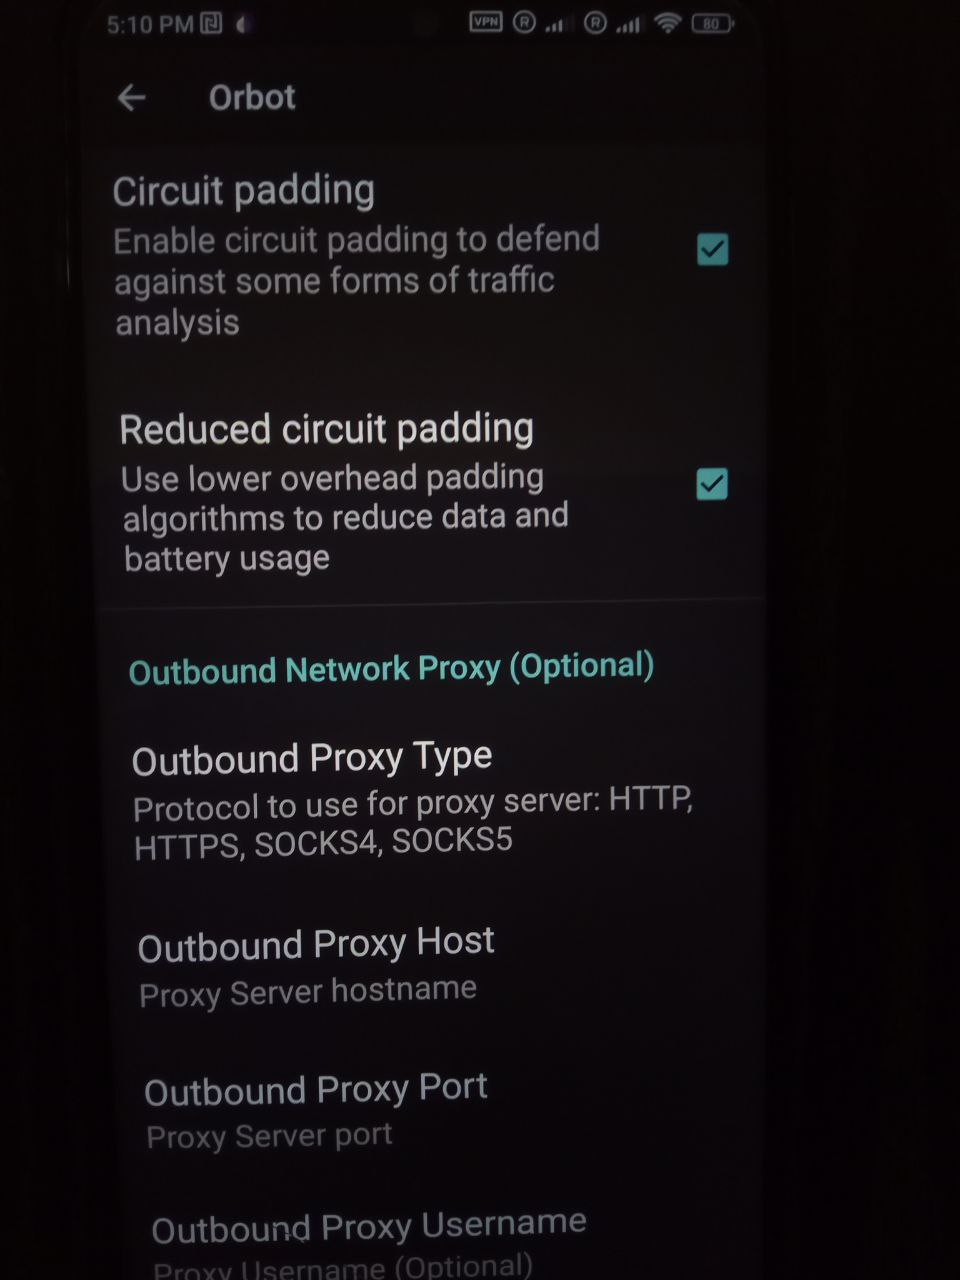 5:10 PM
VPN R R 80
Orbot
Circuit padding
Enable circuit padding to defend
against some forms of traffic
analysis
Reduced circuit padding
Use lower overhead padding
algorithms to reduce data and
battery usage
Outbound Network Proxy (Optional)
Outbound Proxy Type
Protocol to use for proxy server: HTTP,
HTTPS, SOCKS4, SOCKS5
Outbound Proxy Host
Proxy Server hostname
Outbound Proxy Port
Proxy Server port
Outbound Proxy Username
Proxy Username (Optional)